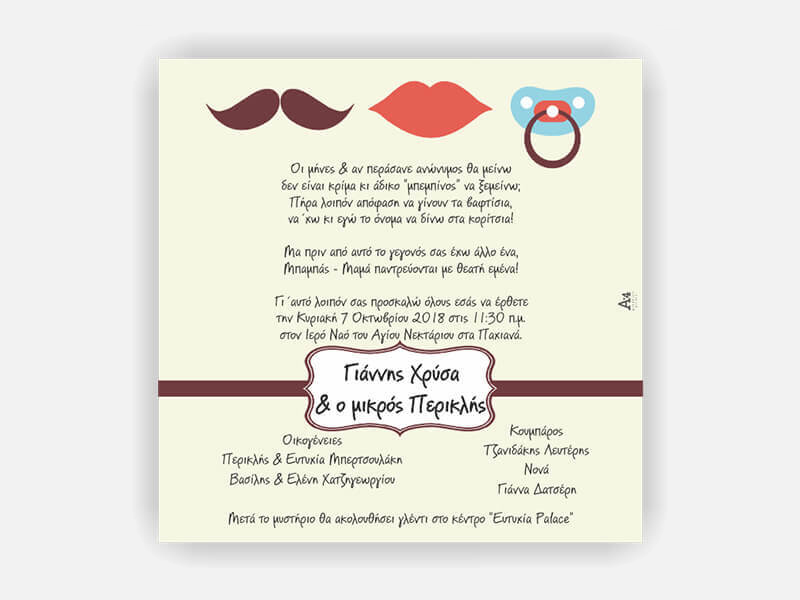 Οι μήνες & αν περάσανε ανώνυμος θα μείνω
δεν είναι κρίμα κι άδικο "μπεμπίνος" να ξεμείνω;
Πήρα λοιπόν απόφαση να γίνουν τα βαφτίσια,
να ΄χω κι εγώ το όνομα να δίνω στα κορίτσια!
Μα πριν από αυτό το γεγονός σας έχω άλλο ένα,
Μπαμπάς - Μαμά παντρεύονται με θεατή εμένα!
Γι ΄αυτό λοιπόν σας προσκαλώ όλους εσάς να έρθετε
την Κυριακή 7 Οκτωβρίου 2018 στις 11:30 π.μ.
στον Ιερό Ναό του Αγίου Νεκτάριου στα Παχιανά.
Γιάννης Χρύσα
& ο μικρός Περικλής
Οικογένειες
Περικλής & Ευτυχία Μπερτσουλάκη
Βασίλης & Ελένη Χατζηγεωργίου
Κουμπάρος
Τζανιδάκης Λευτέρης
Νονά
Γιάννα Δατσέρη
Μετά το μυστήριο θα ακολουθήσει γλέντι στο κέντρο "Ευτυχία Palace"
A4